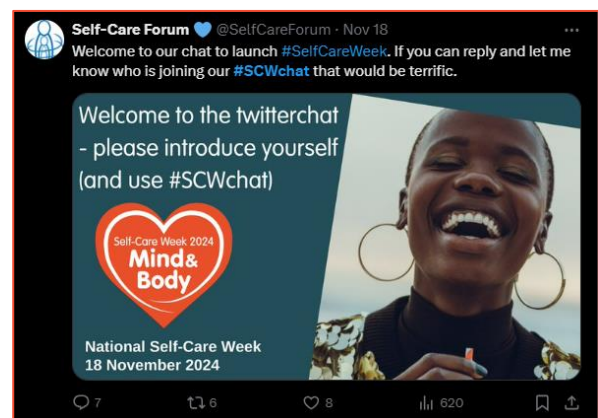 Self-Care Forum 💙 @SelfCareForum · Nov 18 ...
Welcome to our chat to launch #SelfCareWeek. If you can reply and let me
know who is joining our #SCWchat that would be terrific.
Welcome to the twitterchat
- please introduce yourself
(and use #SCWchat)
Self-Care Week 2024
Mind &
Body
National Self-Care Week
18 November 2024
7 6 8 620